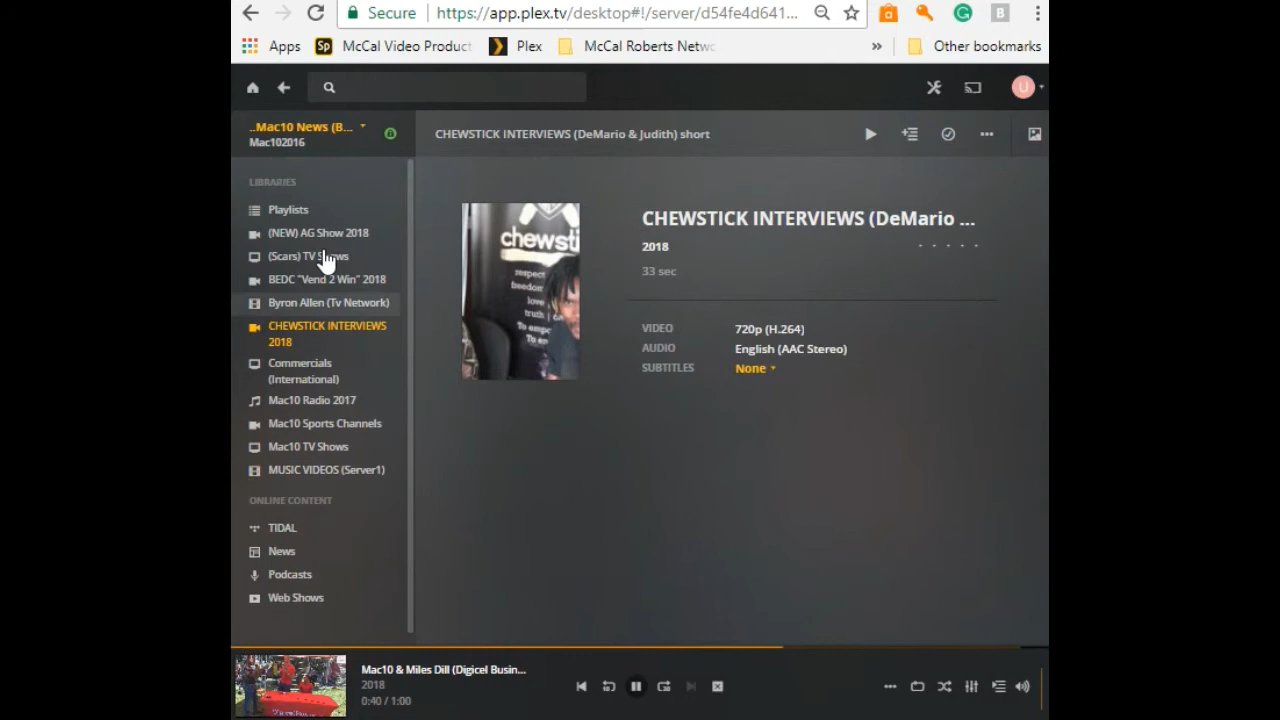 Secure https://app.plex.tv/desktop#!/server/d54fe4d641...
B
Apps Sp McCal Video Product Plex McCal Roberts Netwo » Other bookmarks
U
..Mac10 News (B...
Mac102016
CHEWSTICK INTERVIEWS (DeMario & Judith) short
LIBRARIES
Playlists
(NEW) AG Show 2018
(Scars) TV Shows
BEDC "Vend 2 Win" 2018
Byron Allen (Tv Network)
CHEWSTICK INTERVIEWS
2018
Commercials
(International)
Mac10 Radio 2017
Mac10 Sports Channels
Mac10 TV Shows
MUSIC VIDEOS (Server1)
ONLINE CONTENT
TIDAL
News
Podcasts
Web Shows
chewsti
respec
freedom
love
truth
To empo
To en
CHEWSTICK INTERVIEWS (DeMario ...
2018
33 sec
VIDEO 720p (H.264)
AUDIO English (AAC Stereo)
SUBTITLES None
Mac10 & Miles Dill (Digicel Busin...
2018
0:40 / 1:00
10
30